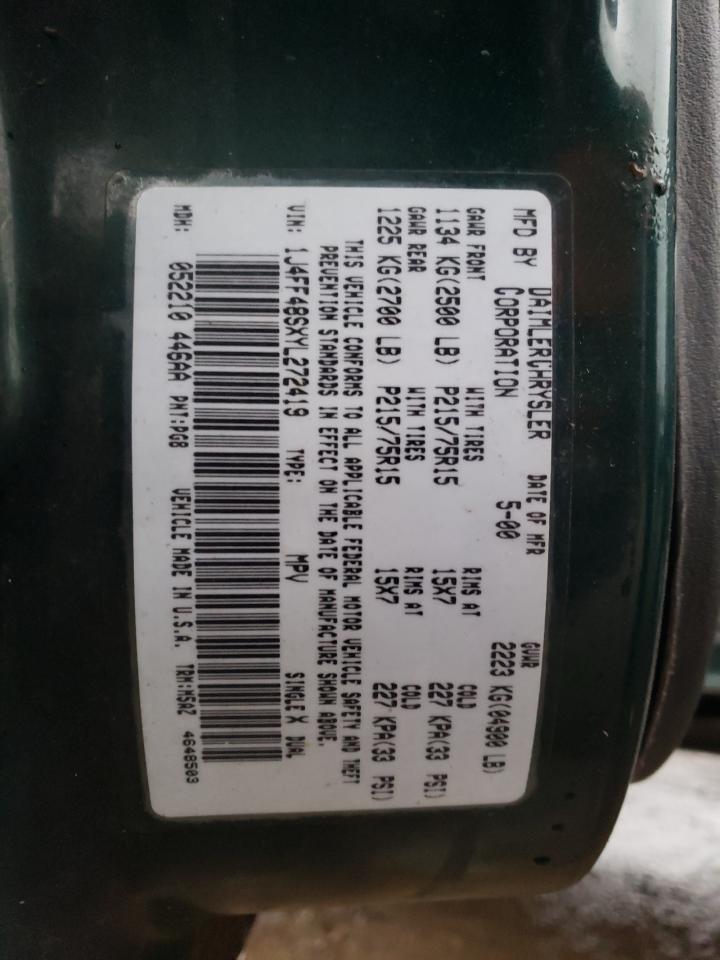 MFD BY DAIMLERCHRYSLER DATE OF MFR GVWR
CORPORATION 5-00 2223 KG(04900 LB)
GAWR FRONT WITH TIRES RIMS AT COLD
1134 KG(2500 LB) P215/75R15 15X7 227 KPA(33 PSI)
GAWR REAR WITH TIRES RIMS AT COLD
1225 KG(2700 LB) P215/75R15 15X7 227 KPA(33 PSI)
THIS VEHICLE CONFORMS TO ALL APPLICABLE FEDERAL MOTOR VEHICLE SAFETY AND THEFT
PREVENTION STANDARDS IN EFFECT ON THE DATE OF MANUFACTURE SHOWN ABOVE.
VIN: 1J4FF48SXYL272419 TYPE: MPV SINGLE X DUAL
MDH: 052210 446AA PNT:PG8 VEHICLE MADE IN U.S.A. TRM:M5AZ 4648503